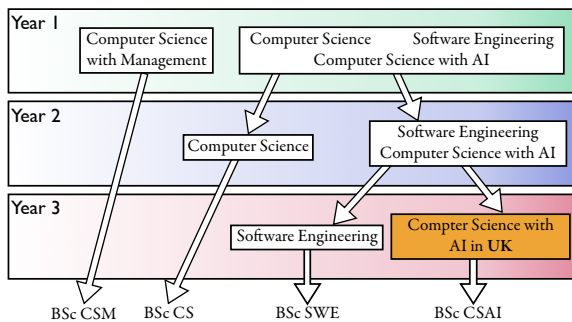 Year 1
Computer Science
with Management
Computer Science Software Engineering
Computer Science with AI
Year 2
Computer Science
Software Engineering
Computer Science with AI
Year 3
Software Engineering
Compter Science with
AI in UK
BSc CSM BSc CS BSc SWE BSc CSAI